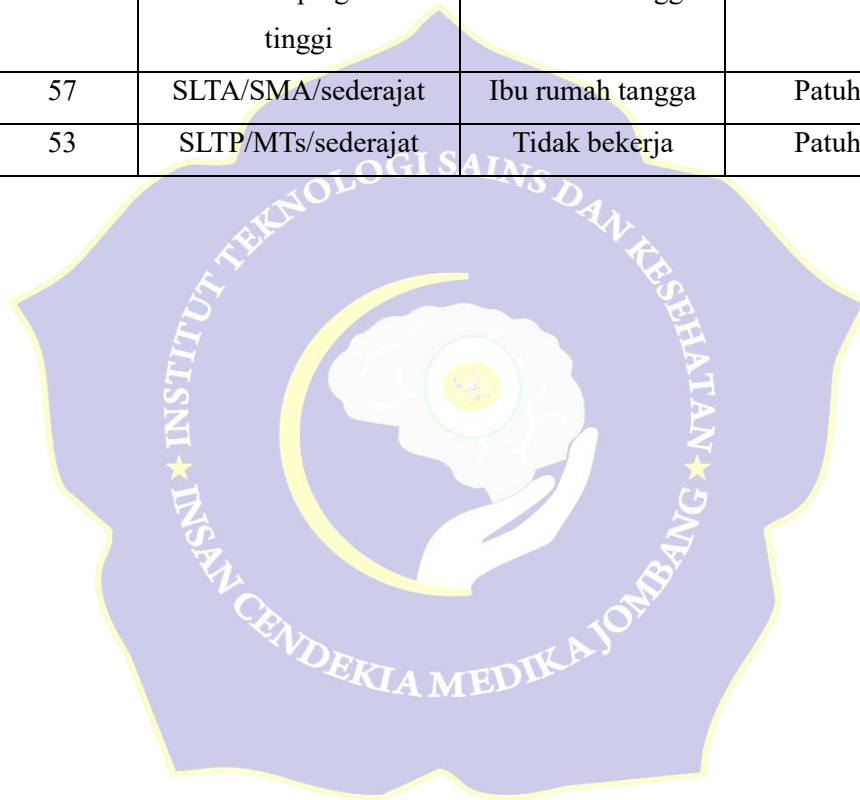 tinggi
57 SLTA/SMA/sederajat Ibu rumah tangga Patuh
53 SLTP/MTs/sederajat Tidak bekerja Patuh
INSTITUT TEKNOLOGI SAINS DAN KESEHATAN
INSAN CENDEKIA MEDIKA JOMBANG